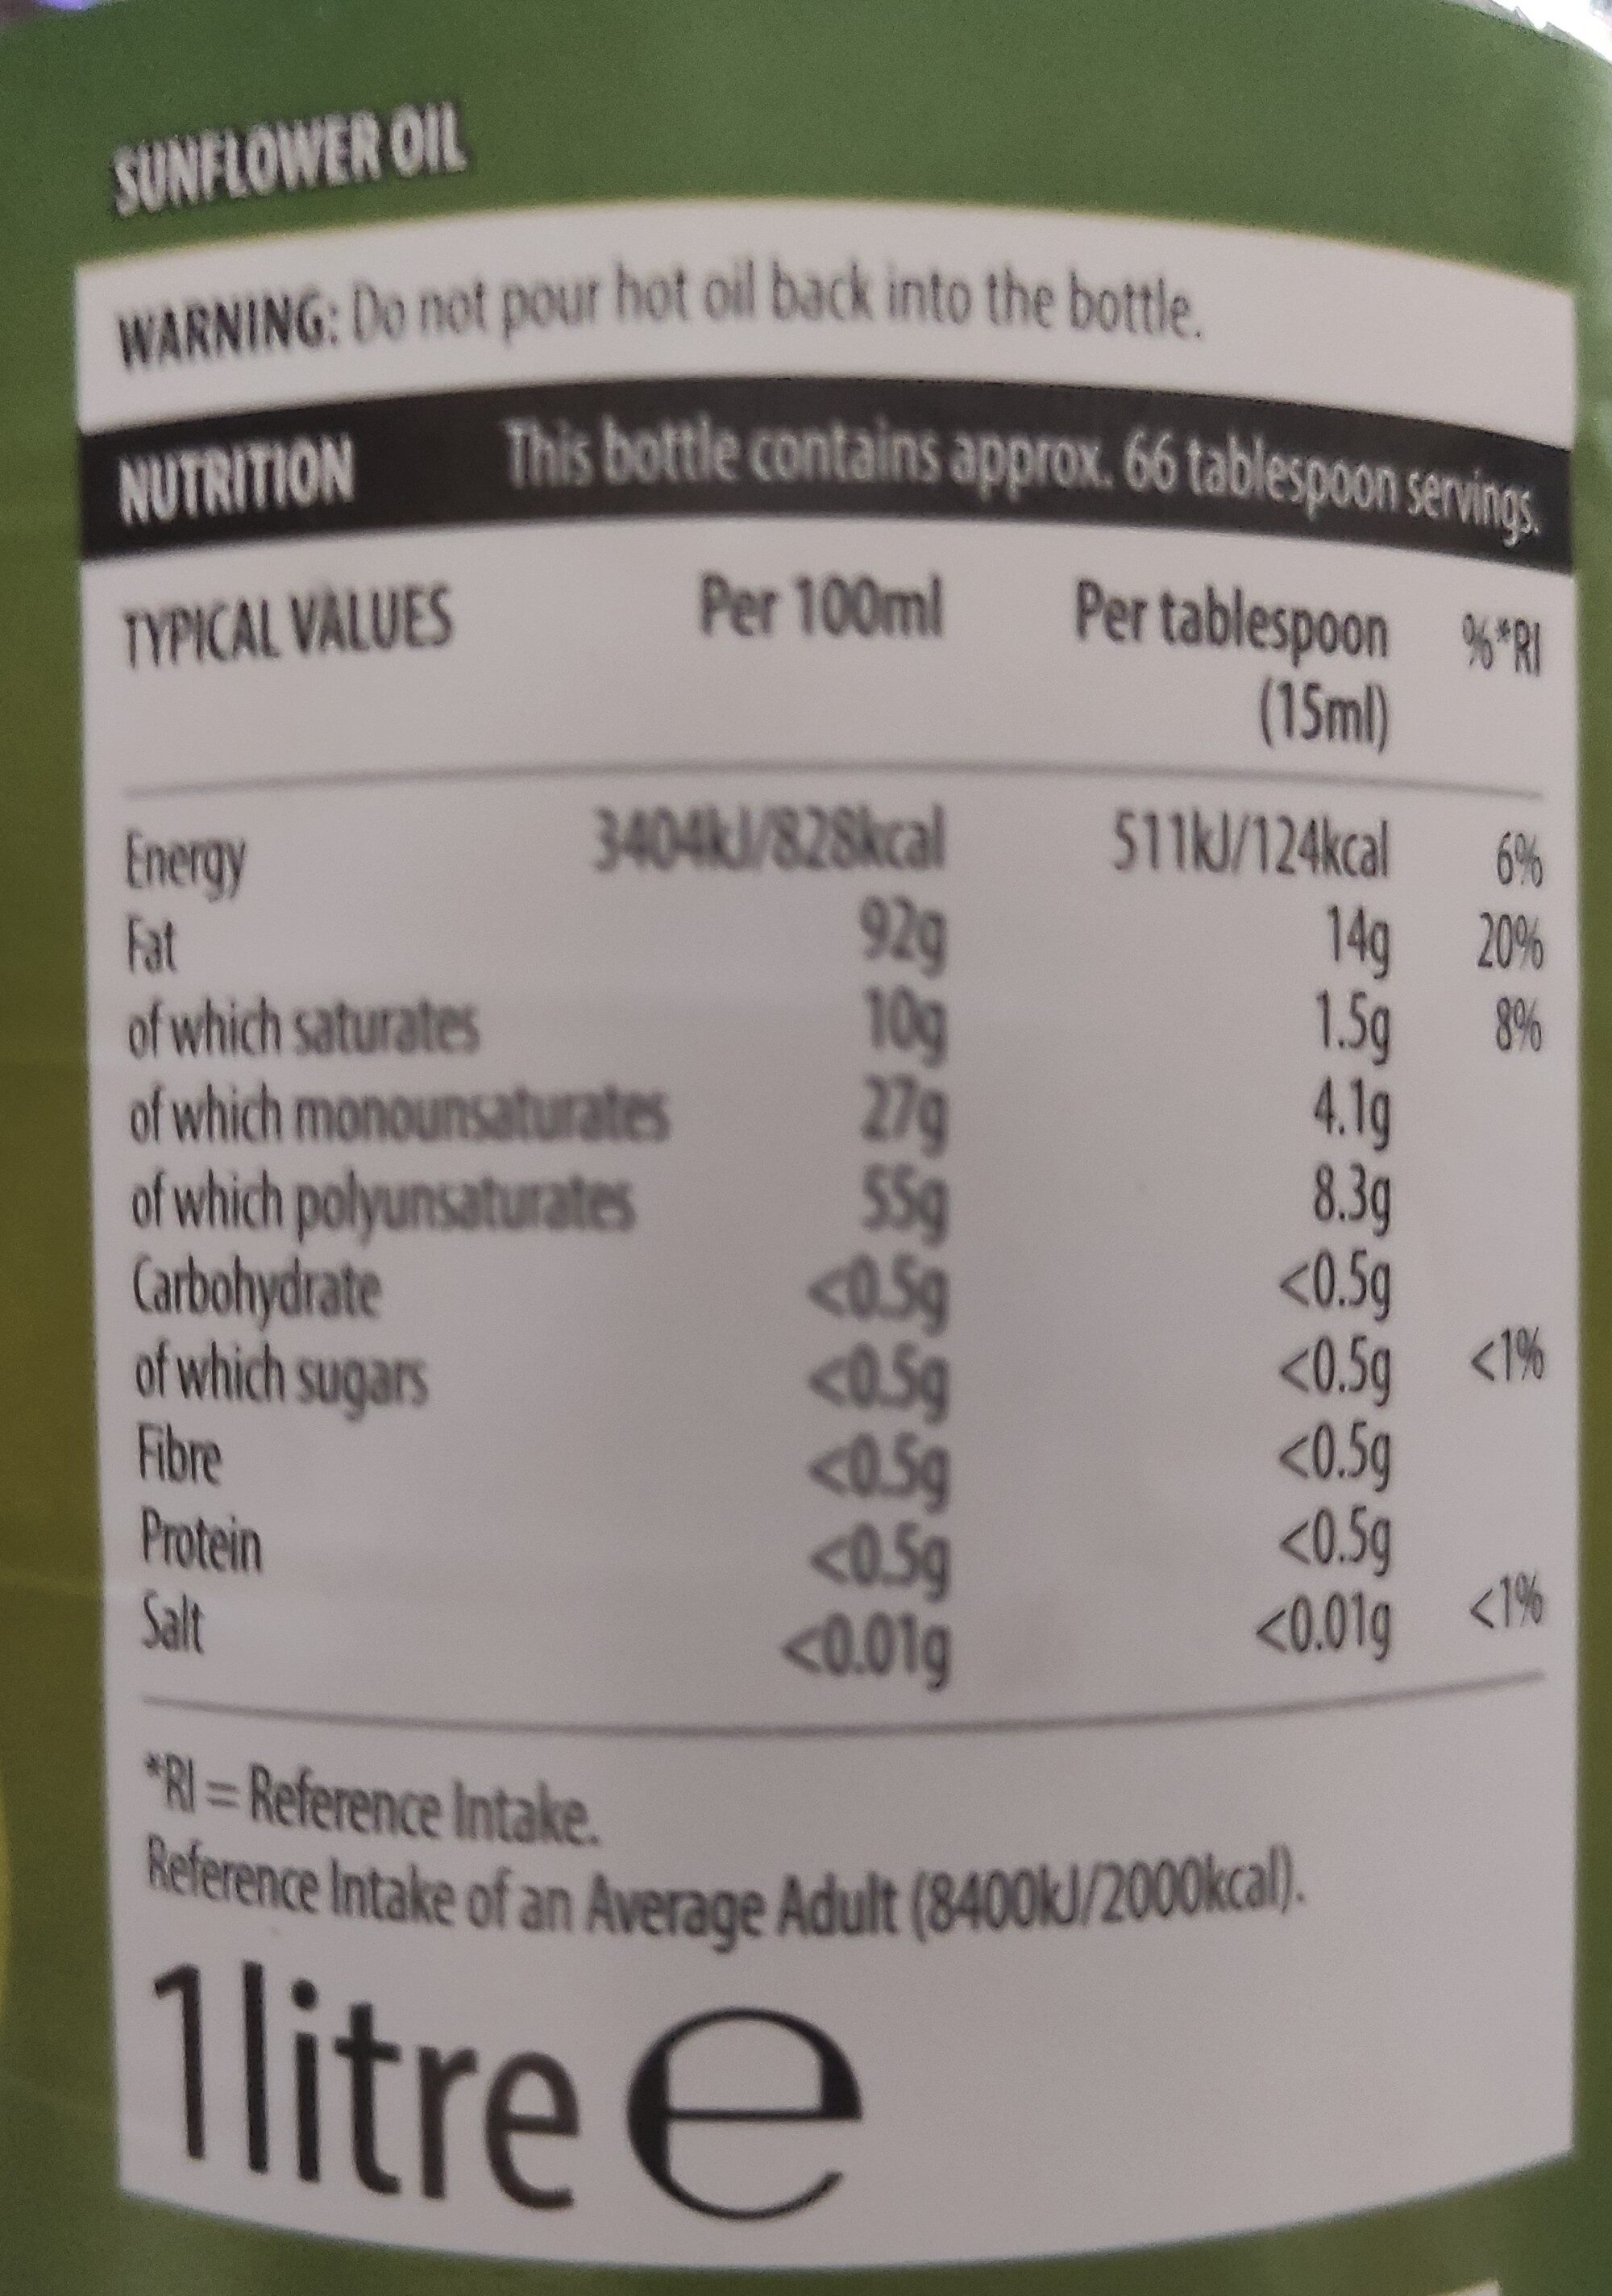 SUNFLOWER OIL
WARNING: Do not pour hot oil back into the bottle.
NUTRITION This bottle contains approx. 66 tablespoon servings.
TYPICAL VALUES Per 100ml Per tablespoon %*RI
(15ml)
Energy 3404kJ/828kcal 511kJ/124kcal 6%
Fat 92g 14g 20%
of which saturates 10g 1.5g 8%
of which monounsaturates 27g 4.1g
of which polyunsaturates 55g 8.3g
Carbohydrate <0.5g <0.5g
of which sugars <0.5g <0.5g <1%
Fibre <0.5g <0.5g
Protein <0.5g <0.5g
Salt <0.01g <0.01g <1%
*RI = Reference Intake.
Reference Intake of an Average Adult (8400kJ/2000kcal).
1litre ℮